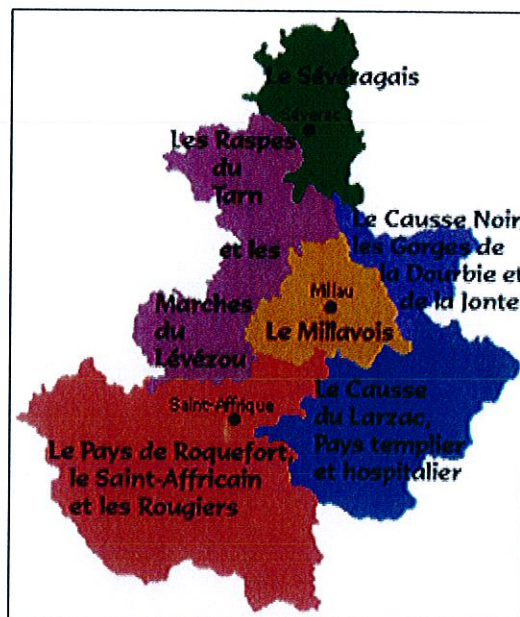 Le Sévéragais
Sévérac
Les Raspes
du
Tarn
et les
Marches
du
Lévézou
Le Causse Noir,
les Gorges de
la Dourbie et
de la Jonte
Millau
Le Millavois
Saint-Affrique
Le Causse
du Larzac,
Pays templier
et hospitalier
Le Pays de Roquefort,
le Saint-Affricain
et les Rougiers